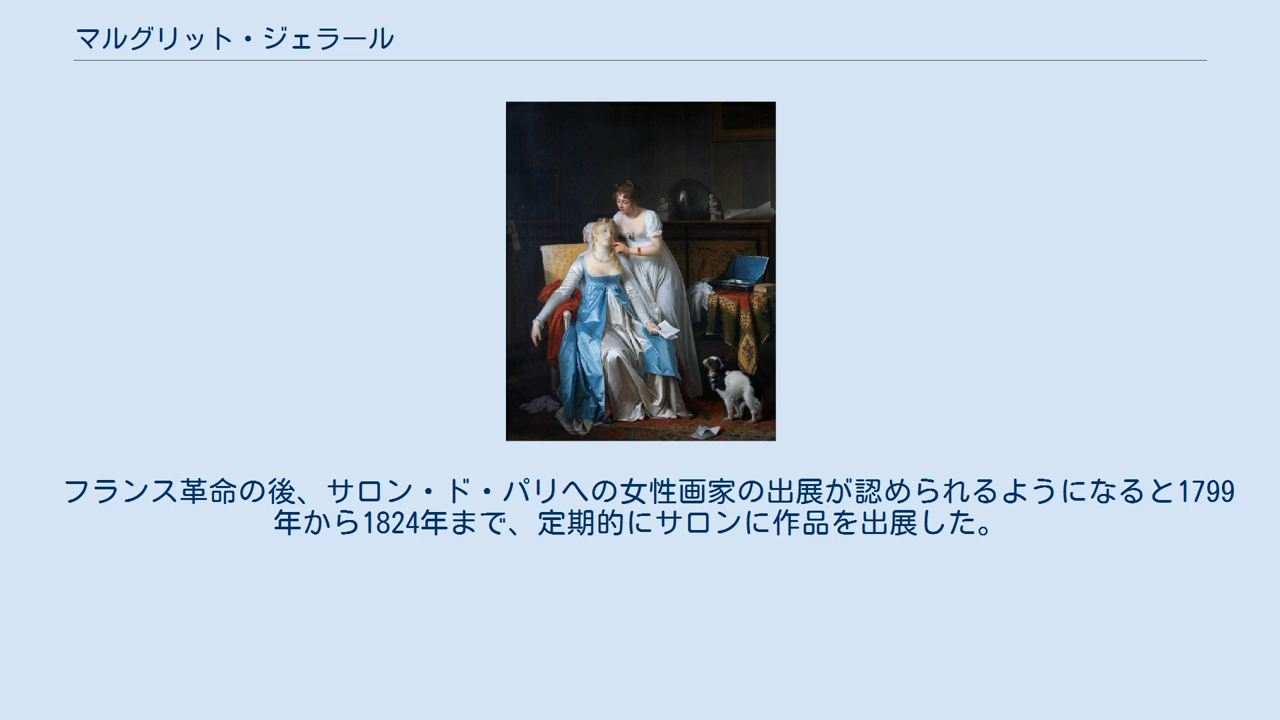 マルグリット・ジェラール
フランス革命の後、サロン・ド・パリへの女性画家の出展が認められるようになると1799
年から1824年まで、定期的にサロンに作品を出展した。